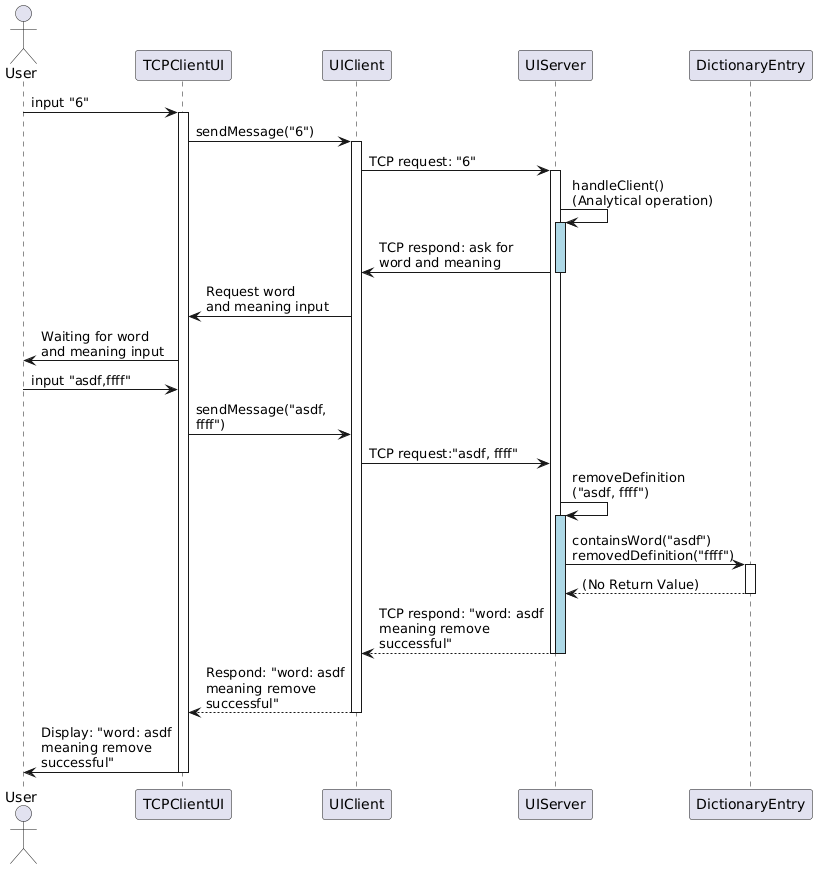 User
TCPClientUI
UIClient
UIServer
DictionaryEntry
input "6"
sendMessage("6")
TCP request: "6"
handleClient()
(Analytical operation)
TCP respond: ask for
word and meaning
Request word
and meaning input
Waiting for word
and meaning input
input "asdf,ffff"
sendMessage("asdf,
ffff")
TCP request:"asdf, ffff"
removeDefinition
("asdf, ffff")
containsWord("asdf")
removedDefinition("ffff")
(No Return Value)
TCP respond: "word: asdf
meaning remove
successful"
Respond: "word: asdf
meaning remove
successful"
Display: "word: asdf
meaning remove
successful"
User
TCPClientUI
UIClient
UIServer
DictionaryEntry